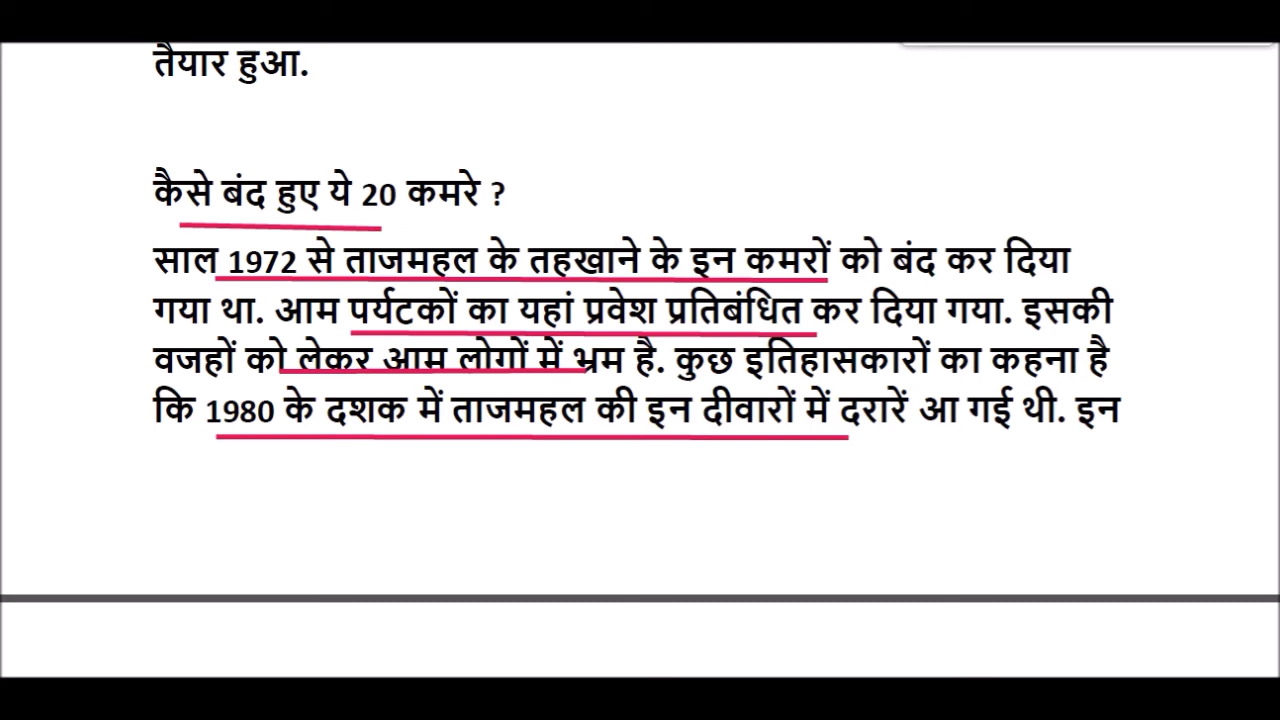 तैयार हुआ.
कैसे बंद हुए ये 20 कमरे ?
साल 1972 से ताजमहल के तहखाने के इन कमरों को बंद कर दिया
गया था. आम पर्यटकों का यहां प्रवेश प्रतिबंधित कर दिया गया. इसकी
वजहों को लेकर आम लोगों में भ्रम है. कुछ इतिहासकारों का कहना है
कि 1980 के दशक में ताजमहल की इन दीवारों में दरारें आ गई थी. इन